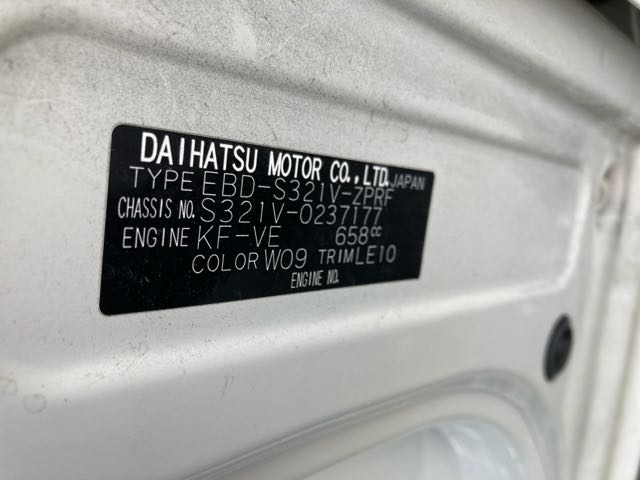 DAIHATSU MOTOR CO., LTD. JAPAN
TYPE EBD-S321V-ZPRF
CHASSIS NO. S321V-0237177
ENGINE KF-VE 658cc
COLOR W09 TRIM LE10
ENGINE NO.